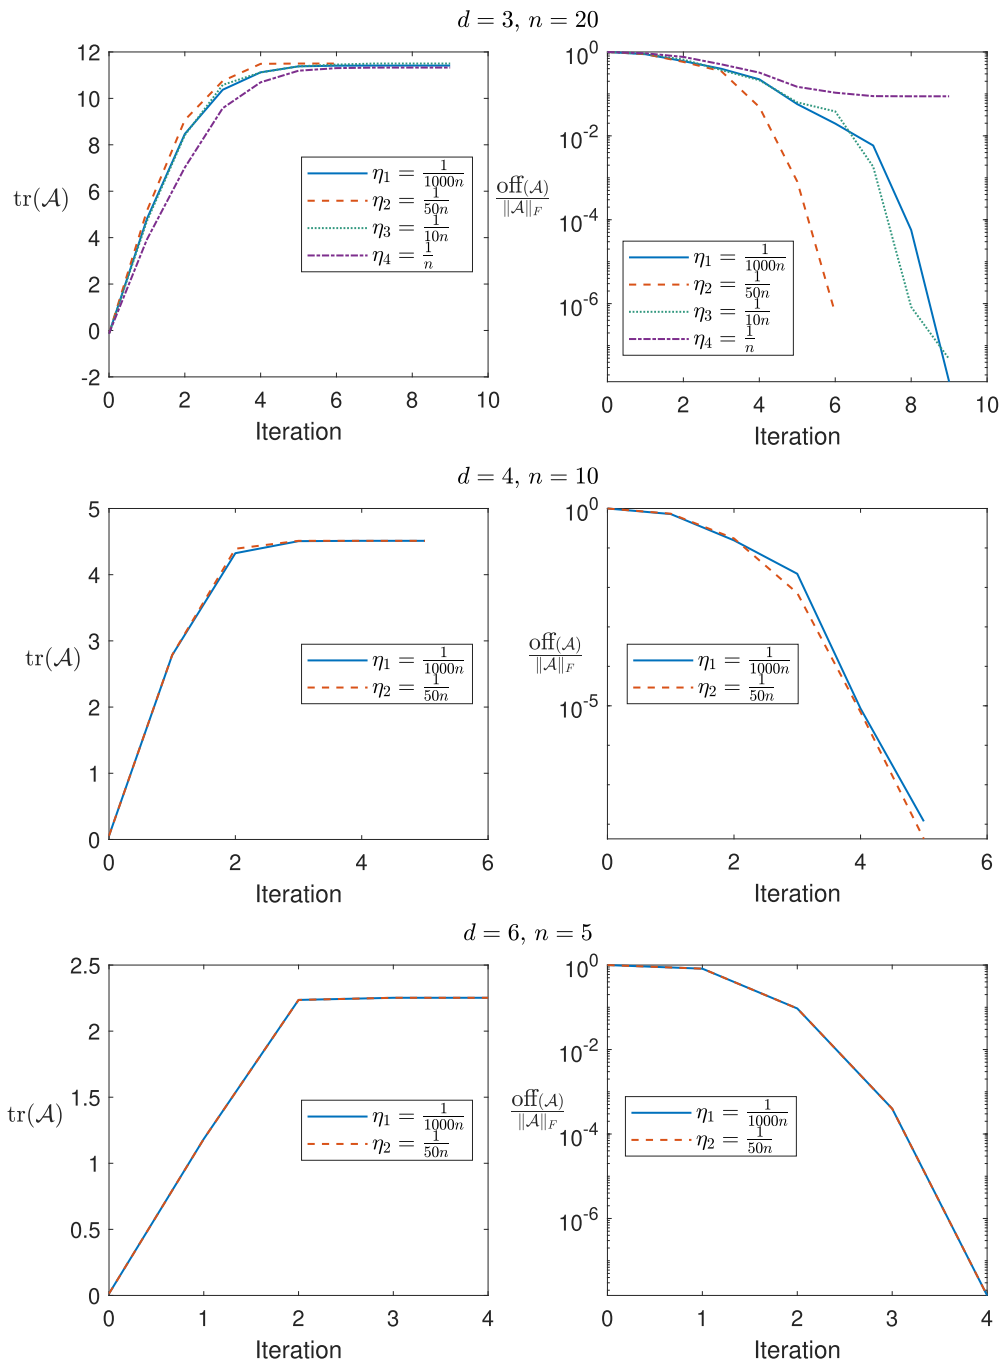 d = 3, n = 20
12
10
8
6
4
2
0
-2
tr(𝒜)
η₁ = 1/1000n
η₂ = 1/50n
η₃ = 1/10n
η₄ = 1/n
0 2 4 6 8 10
Iteration
10⁰
10⁻²
10⁻⁴
10⁻⁶
off(𝒜)/‖𝒜‖F
η₁ = 1/1000n
η₂ = 1/50n
η₃ = 1/10n
η₄ = 1/n
0 2 4 6 8 10
Iteration
d = 4, n = 10
5
4
3
2
1
0
tr(𝒜)
η₁ = 1/1000n
η₂ = 1/50n
0 2 4 6
Iteration
10⁰
10⁻⁵
off(𝒜)/‖𝒜‖F
η₁ = 1/1000n
η₂ = 1/50n
0 2 4 6
Iteration
d = 6, n = 5
2.5
2
1.5
1
0.5
0
tr(𝒜)
η₁ = 1/1000n
η₂ = 1/50n
0 1 2 3 4
Iteration
10⁰
10⁻²
10⁻⁴
10⁻⁶
off(𝒜)/‖𝒜‖F
η₁ = 1/1000n
η₂ = 1/50n
0 1 2 3 4
Iteration